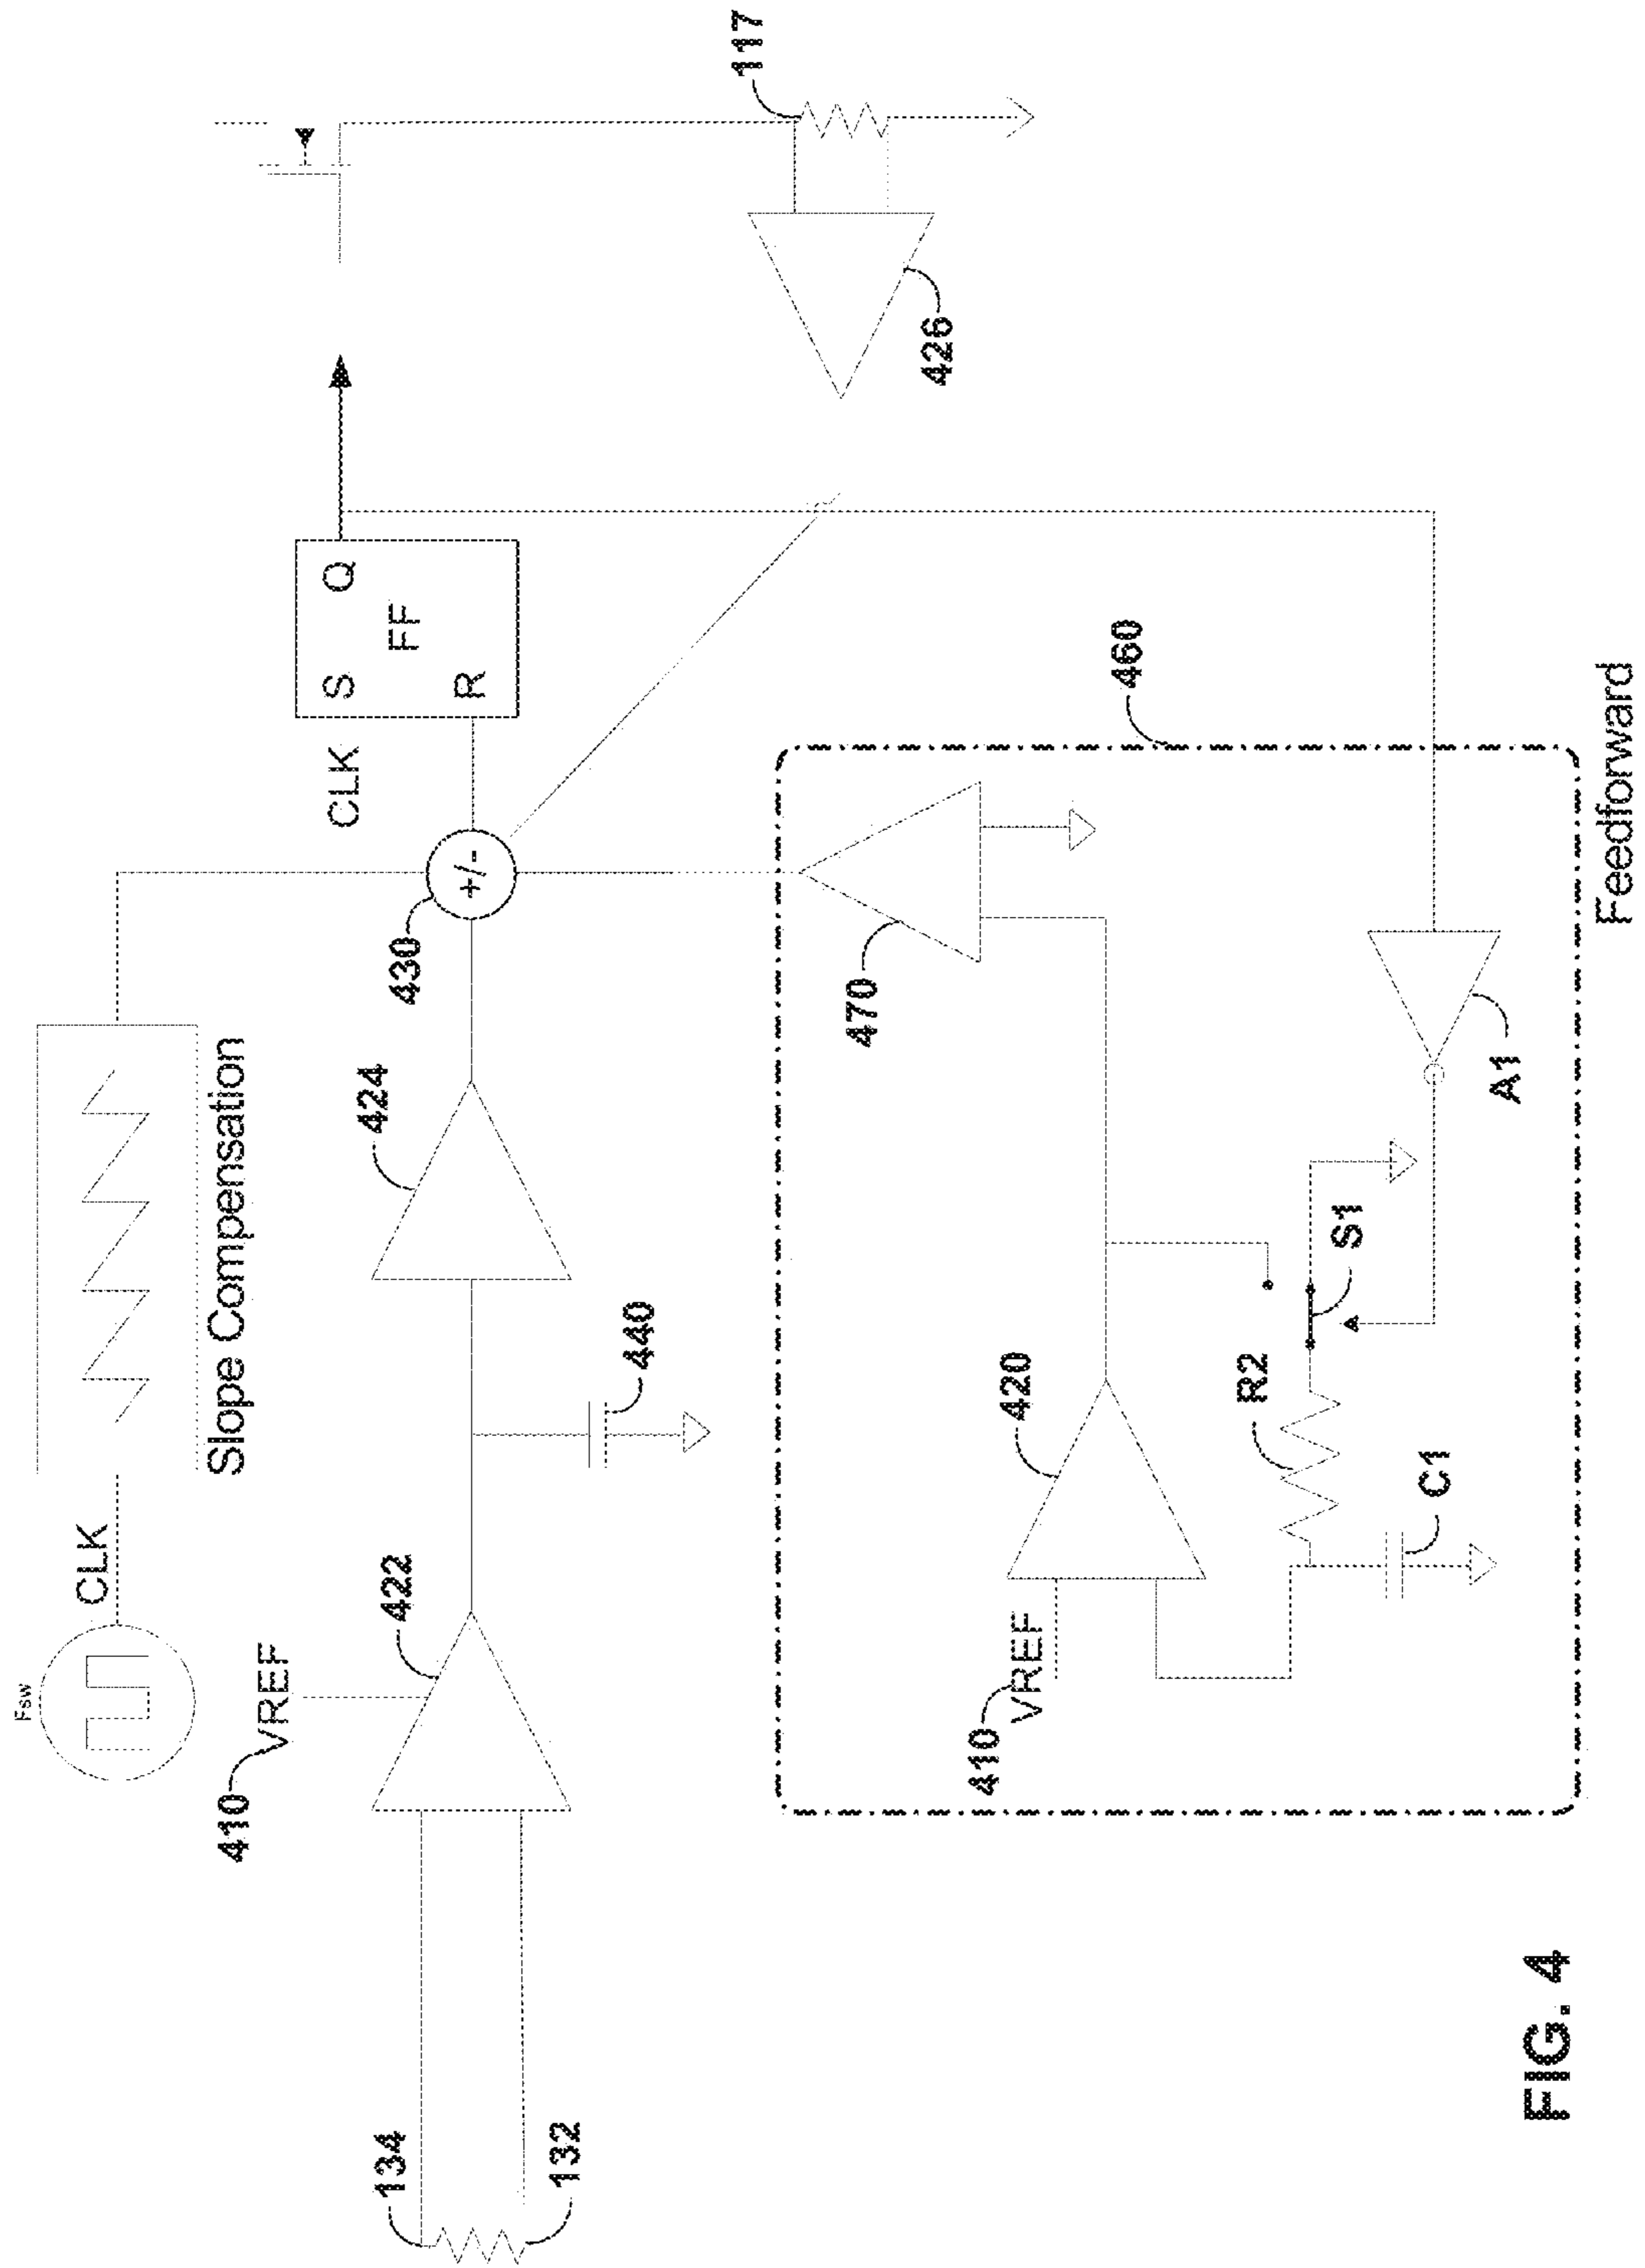 Fsw
CLK
Slope Compensation
410
VREF
134
132
422
440
424
430
+/-
CLK
S
Q
FF
R
117
426
460
470
410
VREF
420
R2
C1
S1
A1
Feedforward
FIG. 4